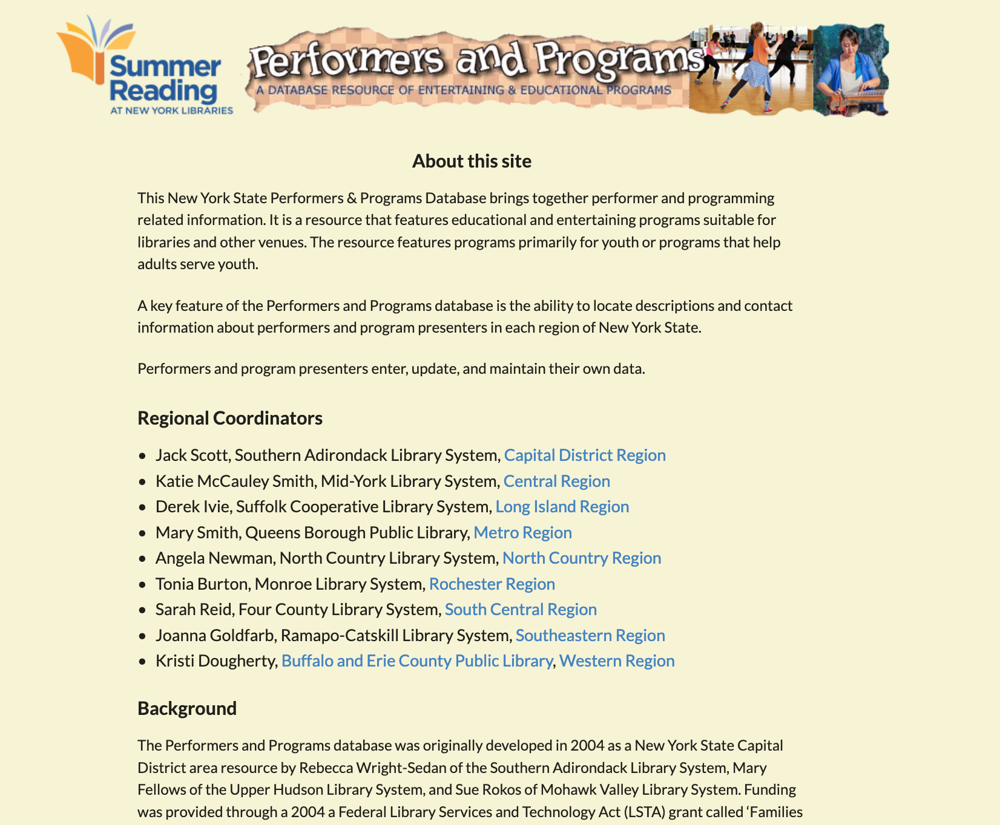 Summer
Reading
AT NEW YORK LIBRARIES
Performers and Programs
A DATABASE RESOURCE OF ENTERTAINING & EDUCATIONAL PROGRAMS
About this site
This New York State Performers & Programs Database brings together performer and programming
related information. It is a resource that features educational and entertaining programs suitable for
libraries and other venues. The resource features programs primarily for youth or programs that help
adults serve youth.
A key feature of the Performers and Programs database is the ability to locate descriptions and contact
information about performers and program presenters in each region of New York State.
Performers and program presenters enter, update, and maintain their own data.
Regional Coordinators
• Jack Scott, Southern Adirondack Library System, Capital District Region
• Katie McCauley Smith, Mid-York Library System, Central Region
• Derek Ivie, Suffolk Cooperative Library System, Long Island Region
• Mary Smith, Queens Borough Public Library, Metro Region
• Angela Newman, North Country Library System, North Country Region
• Tonia Burton, Monroe Library System, Rochester Region
• Sarah Reid, Four County Library System, South Central Region
• Joanna Goldfarb, Ramapo-Catskill Library System, Southeastern Region
• Kristi Dougherty, Buffalo and Erie County Public Library, Western Region
Background
The Performers and Programs database was originally developed in 2004 as a New York State Capital
District area resource by Rebecca Wright-Sedan of the Southern Adirondack Library System, Mary
Fellows of the Upper Hudson Library System, and Sue Rokos of Mohawk Valley Library System. Funding
was provided through a 2004 a Federal Library Services and Technology Act (LSTA) grant called ‘Families